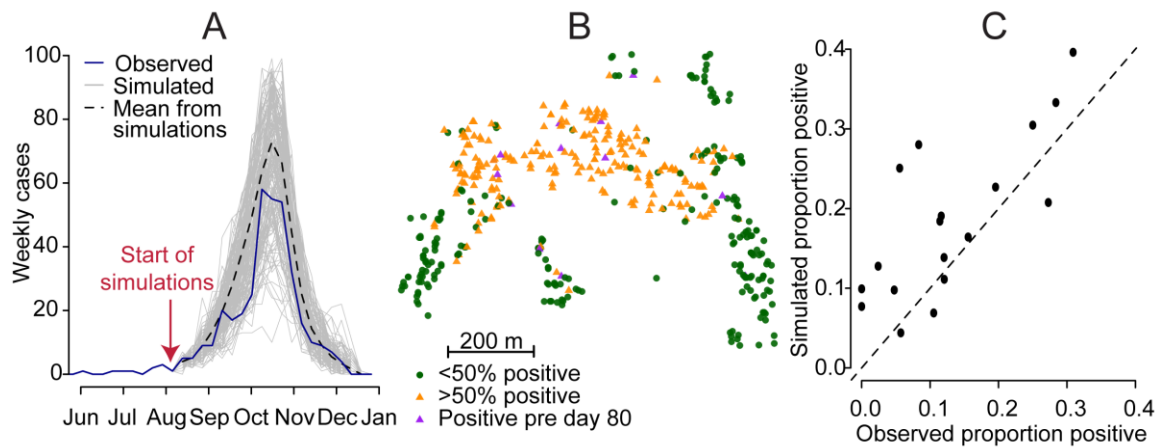 A
100
80
60
40
20
0
Weekly cases
Observed
Simulated
Mean from
simulations
Start of
simulations
Jun Jul Aug Sep Oct Nov Dec Jan
B
200 m
<50% positive
>50% positive
Positive pre day 80
C
0.4
0.3
0.2
0.1
0.0
Simulated proportion positive
0.0 0.1 0.2 0.3 0.4
Observed proportion positive